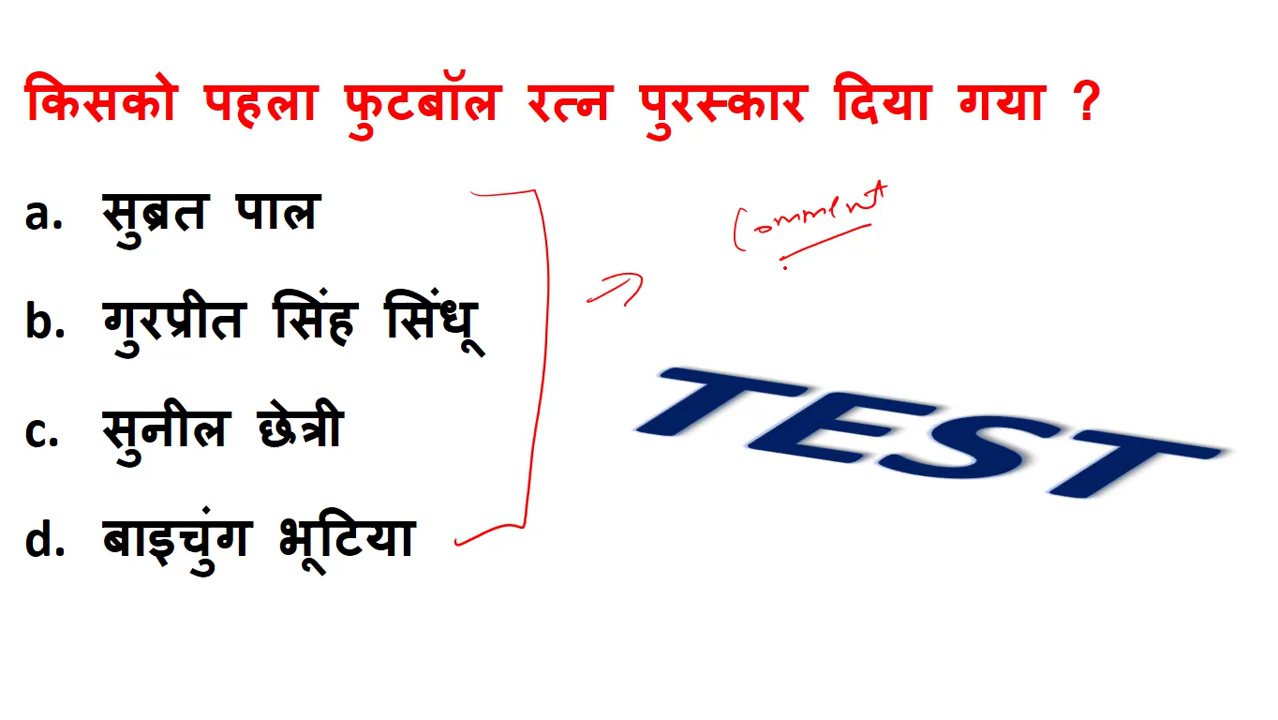 किसको पहला फुटबॉल रत्न पुरस्कार दिया गया ?
a. सुब्रत पाल
Comment
b. गुरप्रीत सिंह सिंधू
c. सुनील छेत्री
TEST
d. बाइचुंग भूटिया